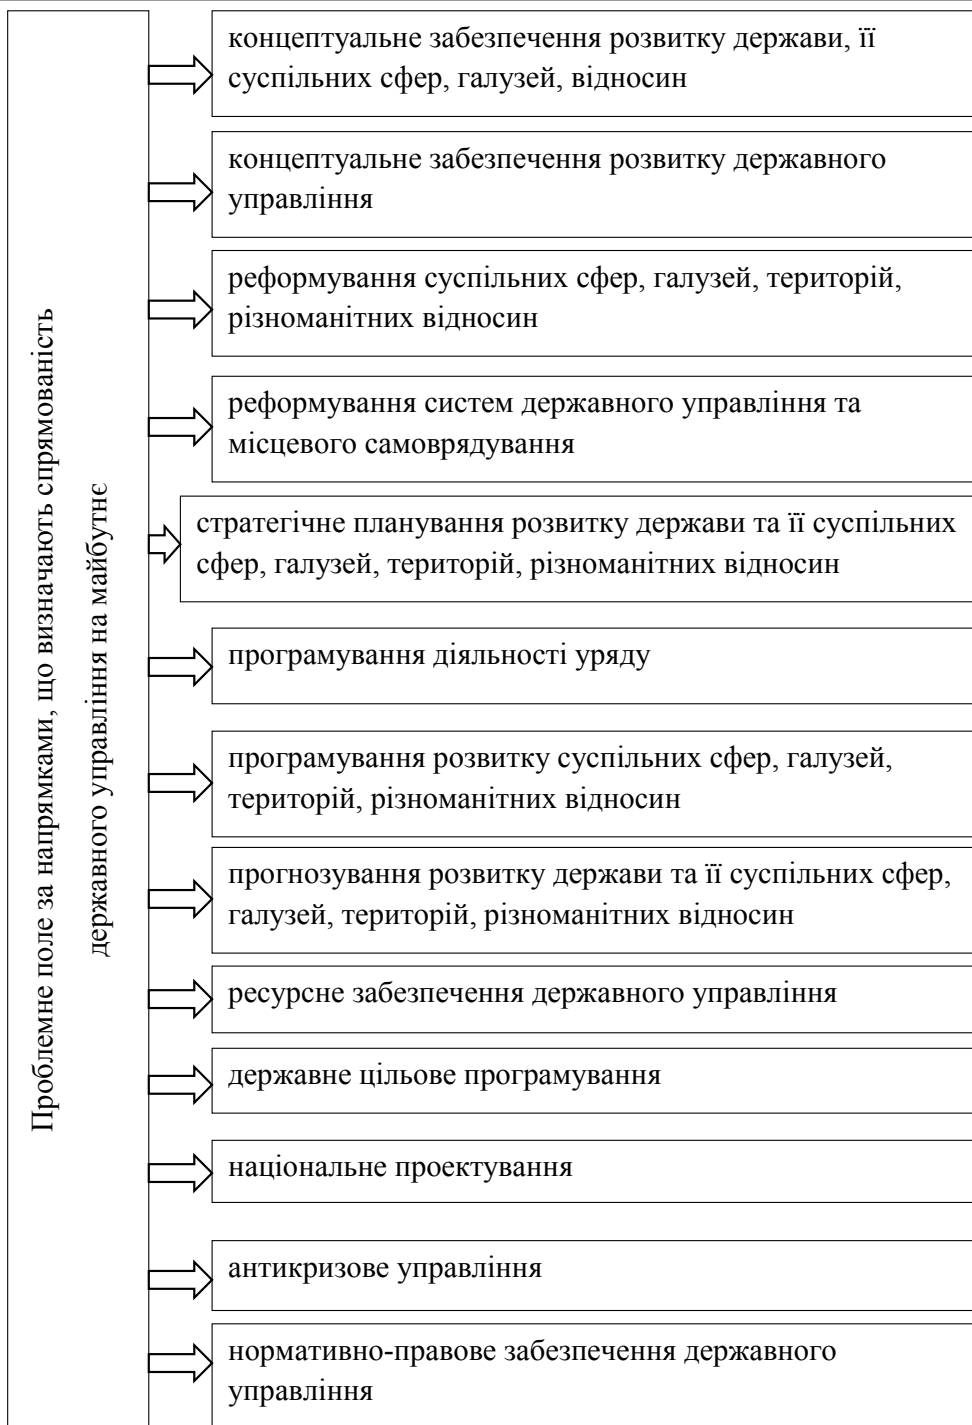 Проблемне поле за напрямками, що визначають спрямованість
державного управління на майбутнє
концептуальне забезпечення розвитку держави, її
суспільних сфер, галузей, відносин
концептуальне забезпечення розвитку державного
управління
реформування суспільних сфер, галузей, територій,
різноманітних відносин
реформування систем державного управління та
місцевого самоврядування
стратегічне планування розвитку держави та її суспільних
сфер, галузей, територій, різноманітних відносин
програмування діяльності уряду
програмування розвитку суспільних сфер, галузей,
територій, різноманітних відносин
прогнозування розвитку держави та її суспільних сфер,
галузей, територій, різноманітних відносин
ресурсне забезпечення державного управління
державне цільове програмування
національне проектування
антикризове управління
нормативно-правове забезпечення державного
управління